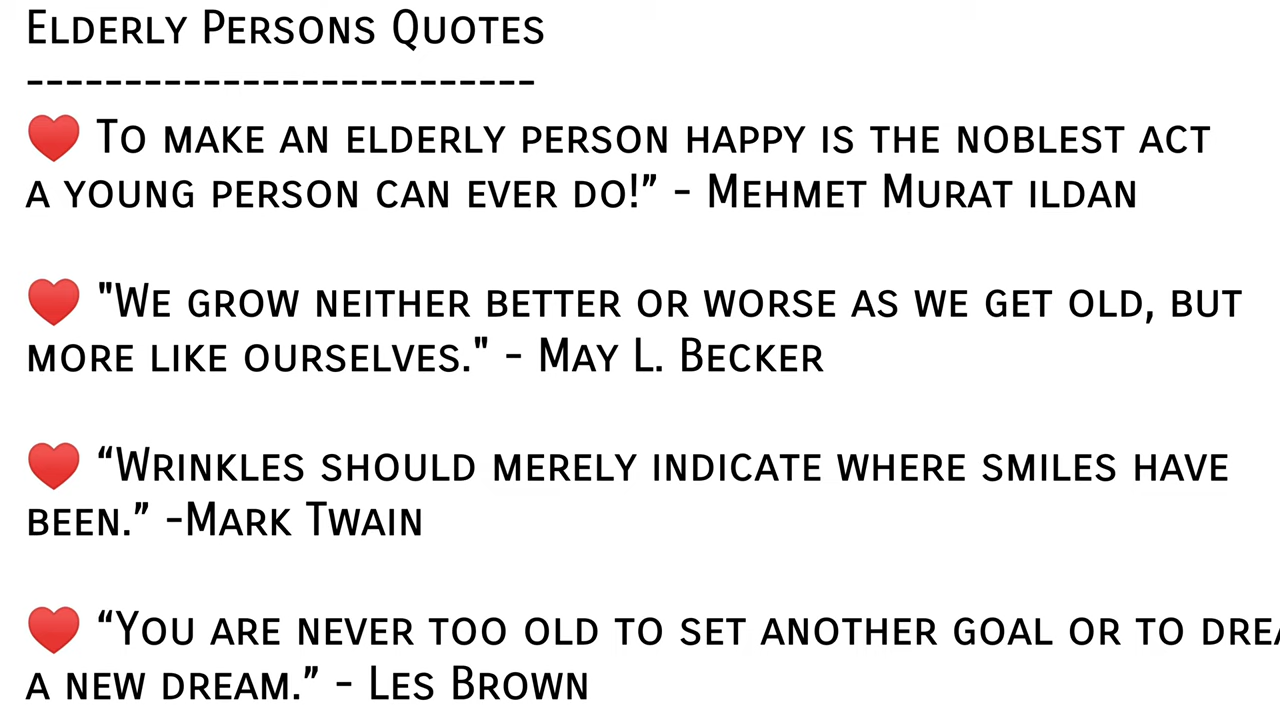 Elderly Persons Quotes
--------------------------
❤️ To make an elderly person happy is the noblest act
a young person can ever do!” - Mehmet Murat ildan
❤️ "We grow neither better or worse as we get old, but
more like ourselves." - May L. Becker
❤️ “Wrinkles should merely indicate where smiles have
been.” -Mark Twain
❤️ “You are never too old to set another goal or to
a new dream.” - Les Brown